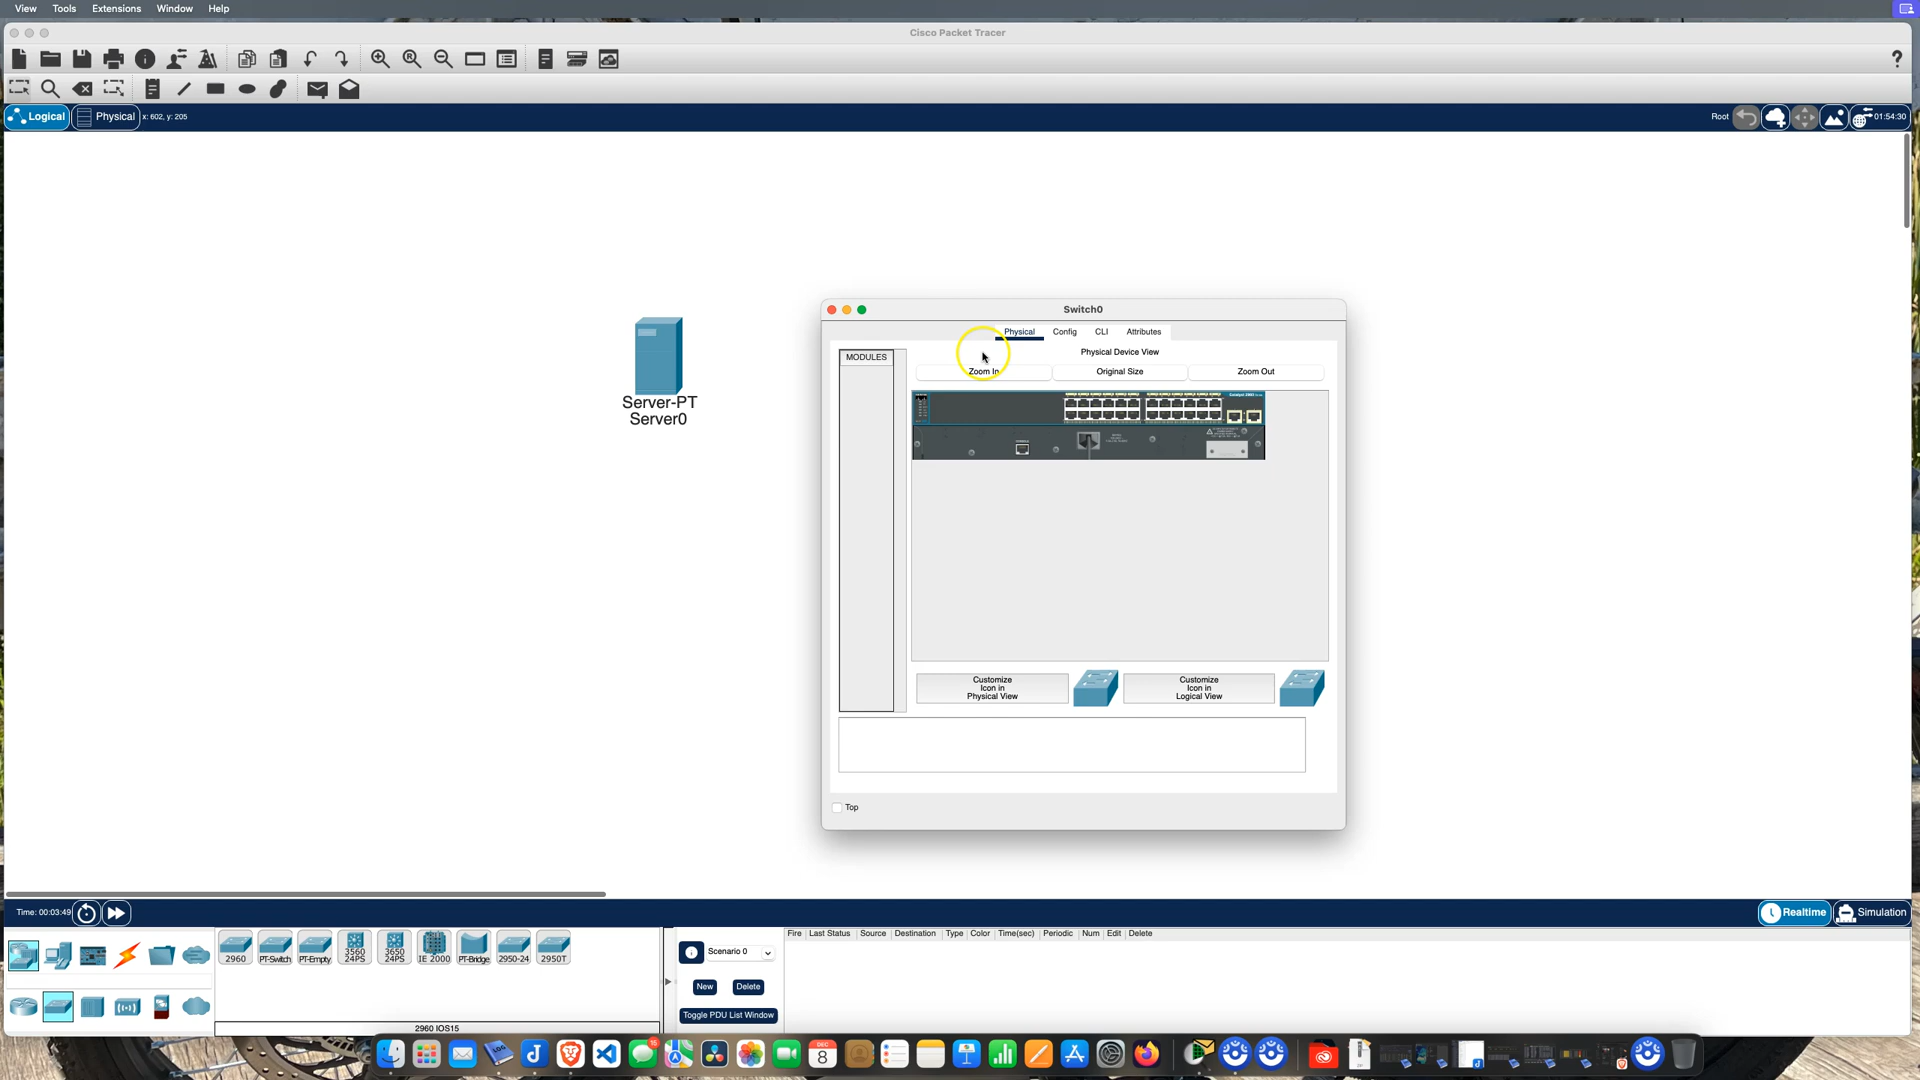 View Tools Extensions Window Help
Cisco Packet Tracer
Logical Physical x: 602, y: 205 Root 01:54:30
Switch0
Physical Config CLI Attributes
MODULES
Physical Device View
Zoom In Original Size Zoom Out
Server-PT
Server0
Customize
Icon in
Physical View
Customize
Icon in
Logical View
Top
Time: 00:03:49 Realtime Simulation
2960 PT-Switch PT-Empty 3560 24PS 3650 24PS IE 2000 PT-Bridge 2950-24 2950T
2960 IOS15
Scenario 0
New Delete
Toggle PDU List Window
Fire Last Status Source Destination Type Color Time(sec) Periodic Num Edit Delete
DEC
8